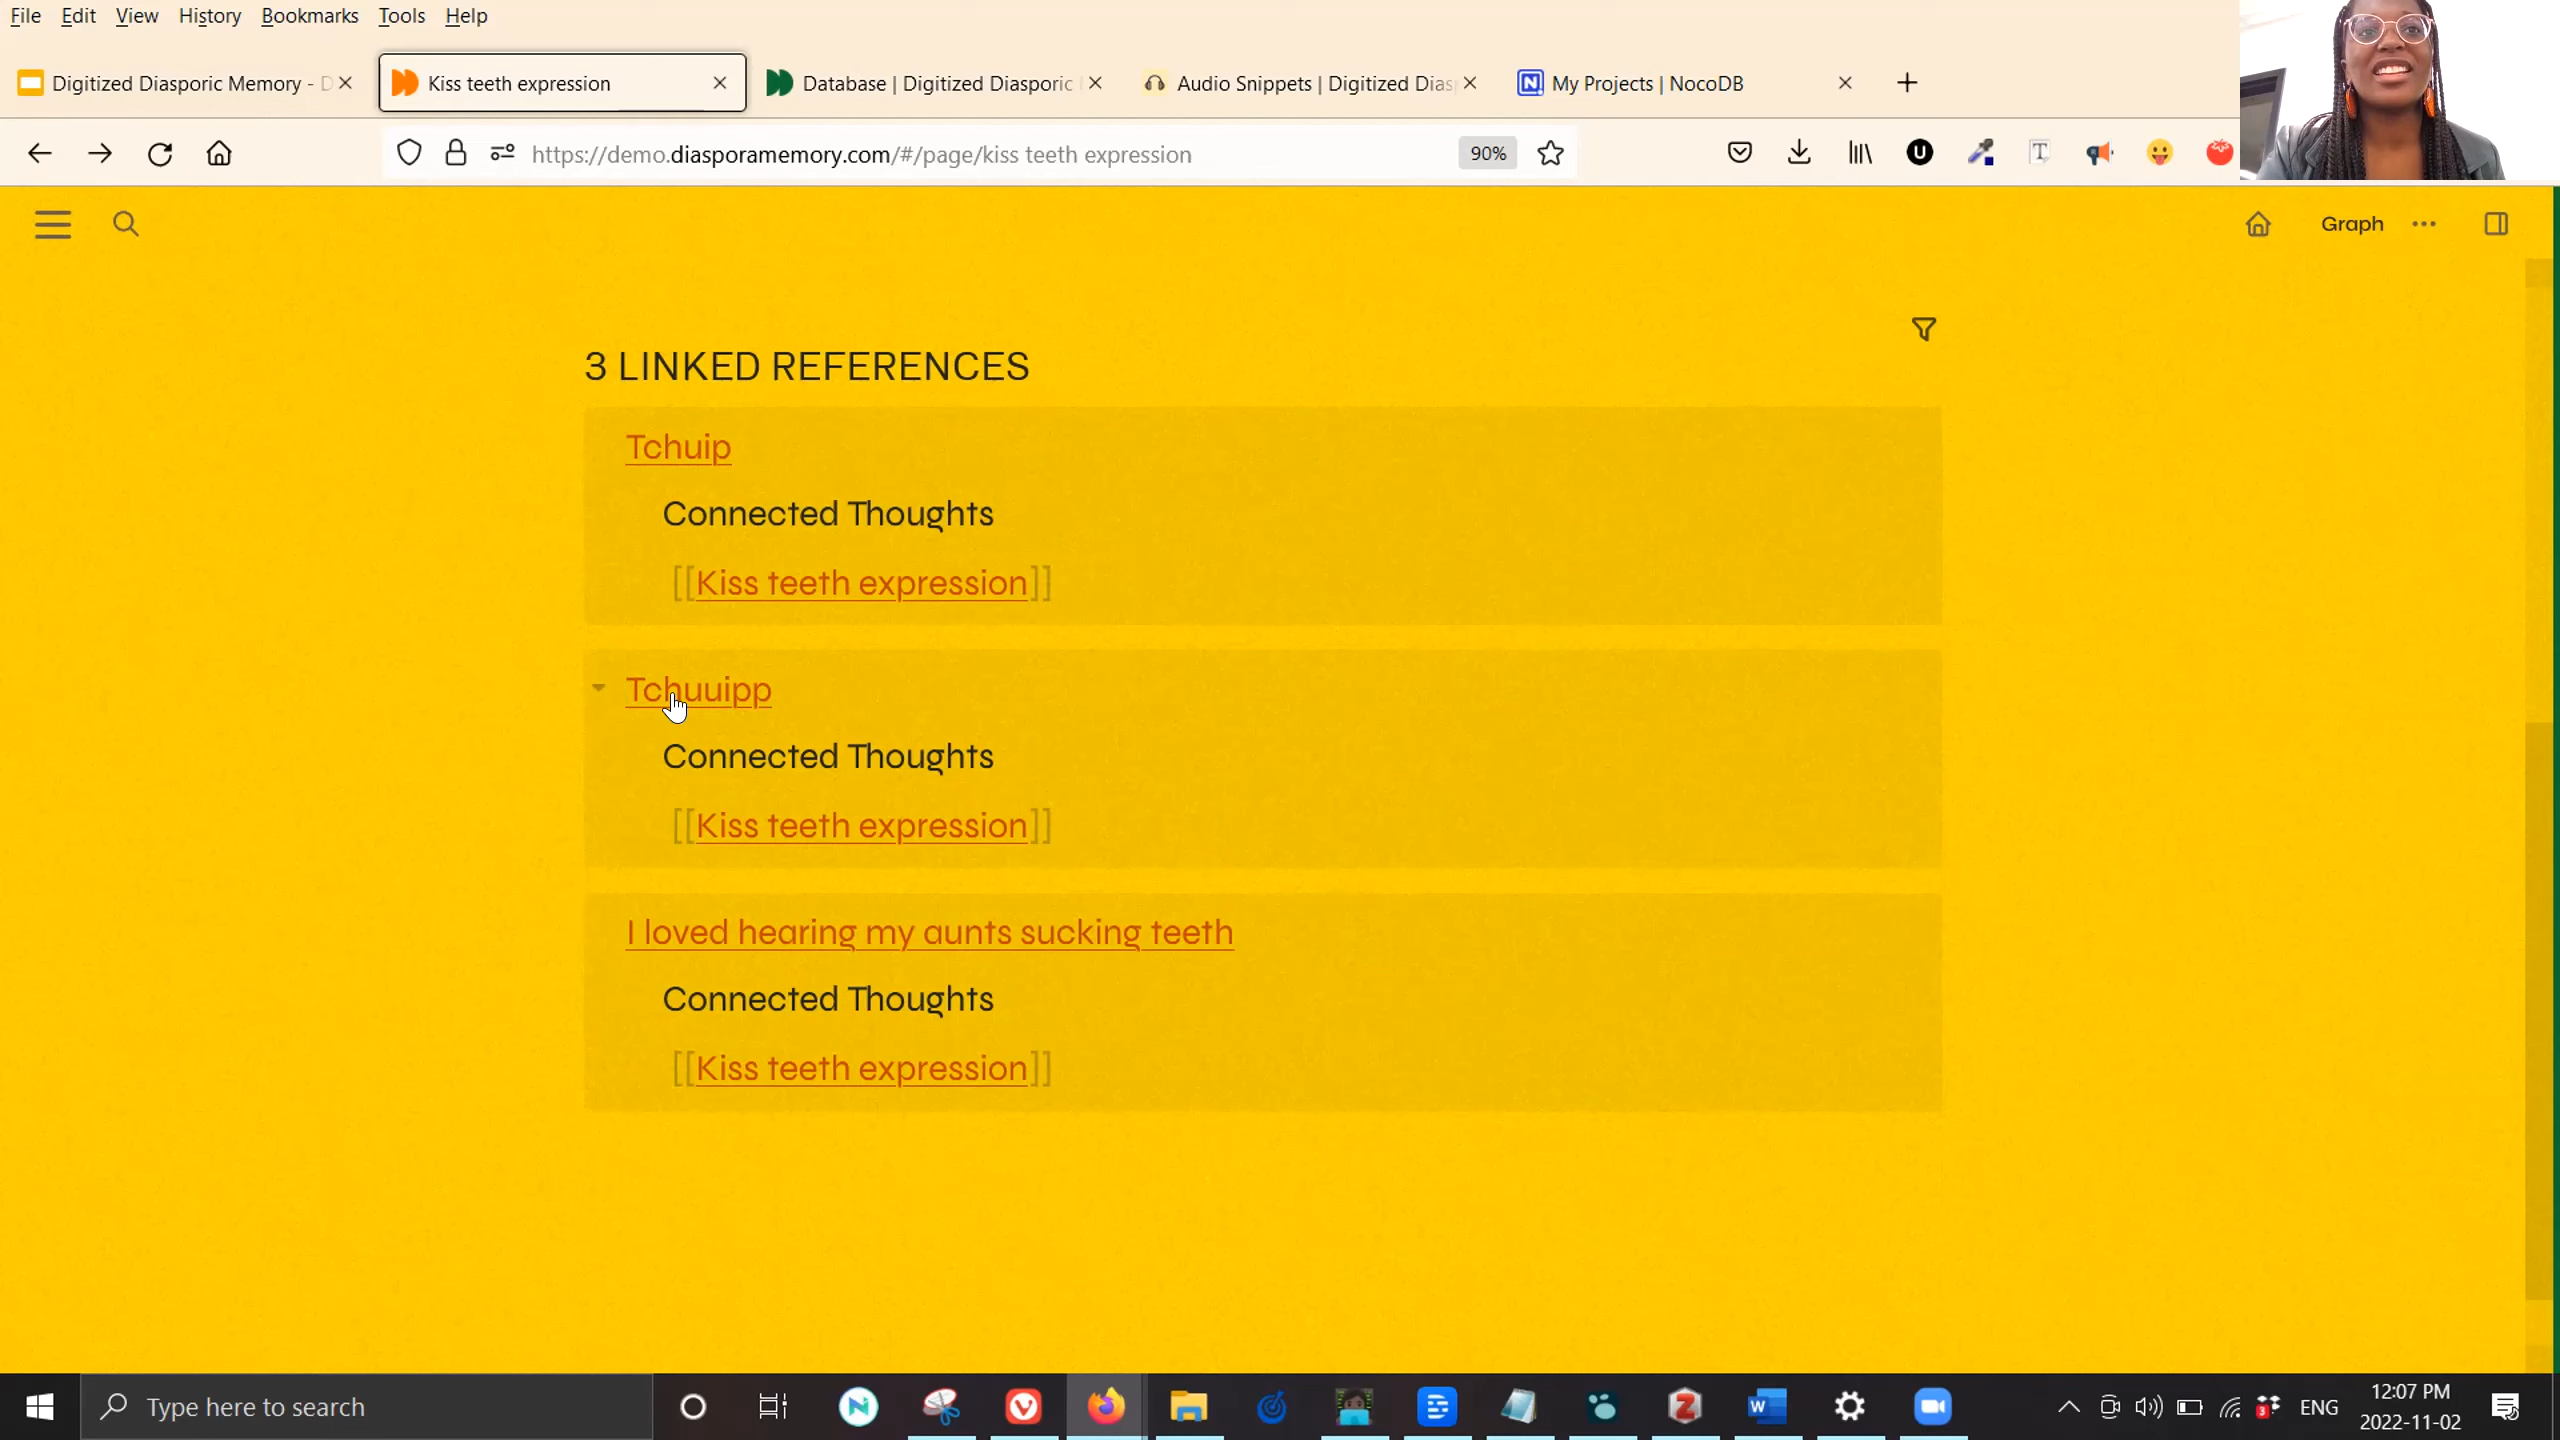 File Edit View History Bookmarks Tools Help
Digitized Diasporic Memory - D
Kiss teeth expression
Database | Digitized Diasporic
Audio Snippets | Digitized Dias
My Projects | NocoDB
https://demo.diasporamemory.com/#/page/kiss teeth expression
90%
Graph
3 LINKED REFERENCES
Tchuip
Connected Thoughts
[[Kiss teeth expression]]
Tchuuipp
Connected Thoughts
[[Kiss teeth expression]]
I loved hearing my aunts sucking teeth
Connected Thoughts
[[Kiss teeth expression]]
Type here to search
ENG
12:07 PM
2022-11-02